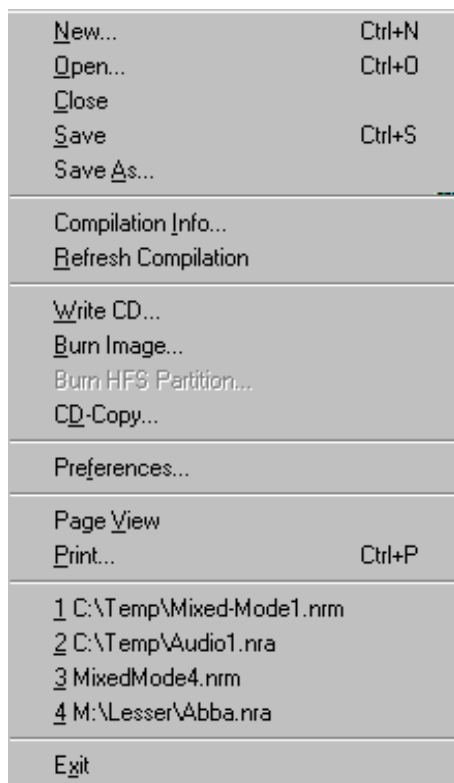 New... Ctrl+N
Open... Ctrl+O
Close
Save Ctrl+S
Save As...
Compilation Info...
Refresh Compilation
Write CD...
Burn Image...
Burn HFS Partition...
CD-Copy...
Preferences...
Page View
Print... Ctrl+P
1 C:\Temp\Mixed-Mode1.nrm
2 C:\Temp\Audio1.nra
3 MixedMode4.nrm
4 M:\Lesser\Abba.nra
Exit